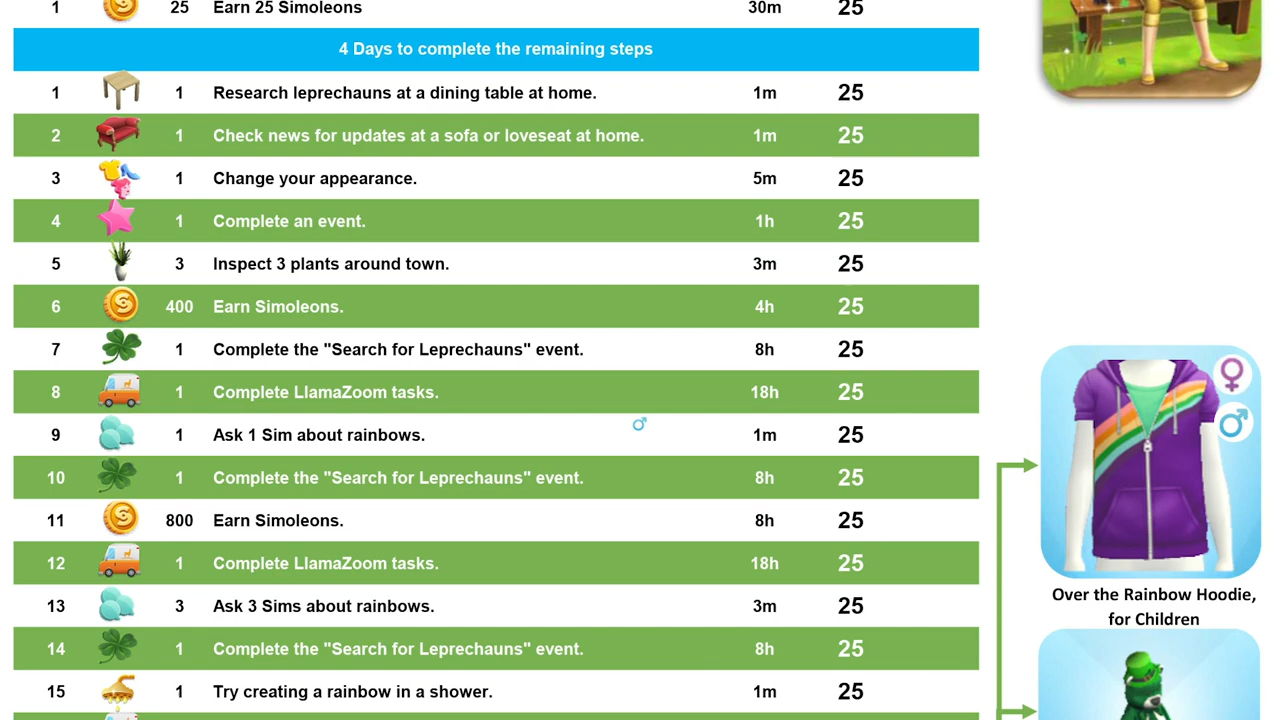 1 25 Earn 25 Simoleons 30m 25
4 Days to complete the remaining steps
1 1 Research leprechauns at a dining table at home. 1m 25
2 1 Check news for updates at a sofa or loveseat at home. 1m 25
3 1 Change your appearance. 5m 25
4 1 Complete an event. 1h 25
5 3 Inspect 3 plants around town. 3m 25
6 400 Earn Simoleons. 4h 25
7 1 Complete the "Search for Leprechauns" event. 8h 25
8 1 Complete LlamaZoom tasks. 18h 25
9 1 Ask 1 Sim about rainbows. 1m 25
10 1 Complete the "Search for Leprechauns" event. 8h 25
11 800 Earn Simoleons. 8h 25
12 1 Complete LlamaZoom tasks. 18h 25
13 3 Ask 3 Sims about rainbows. 3m 25
14 1 Complete the "Search for Leprechauns" event. 8h 25
15 1 Try creating a rainbow in a shower. 1m 25
Over the Rainbow Hoodie,
for Children